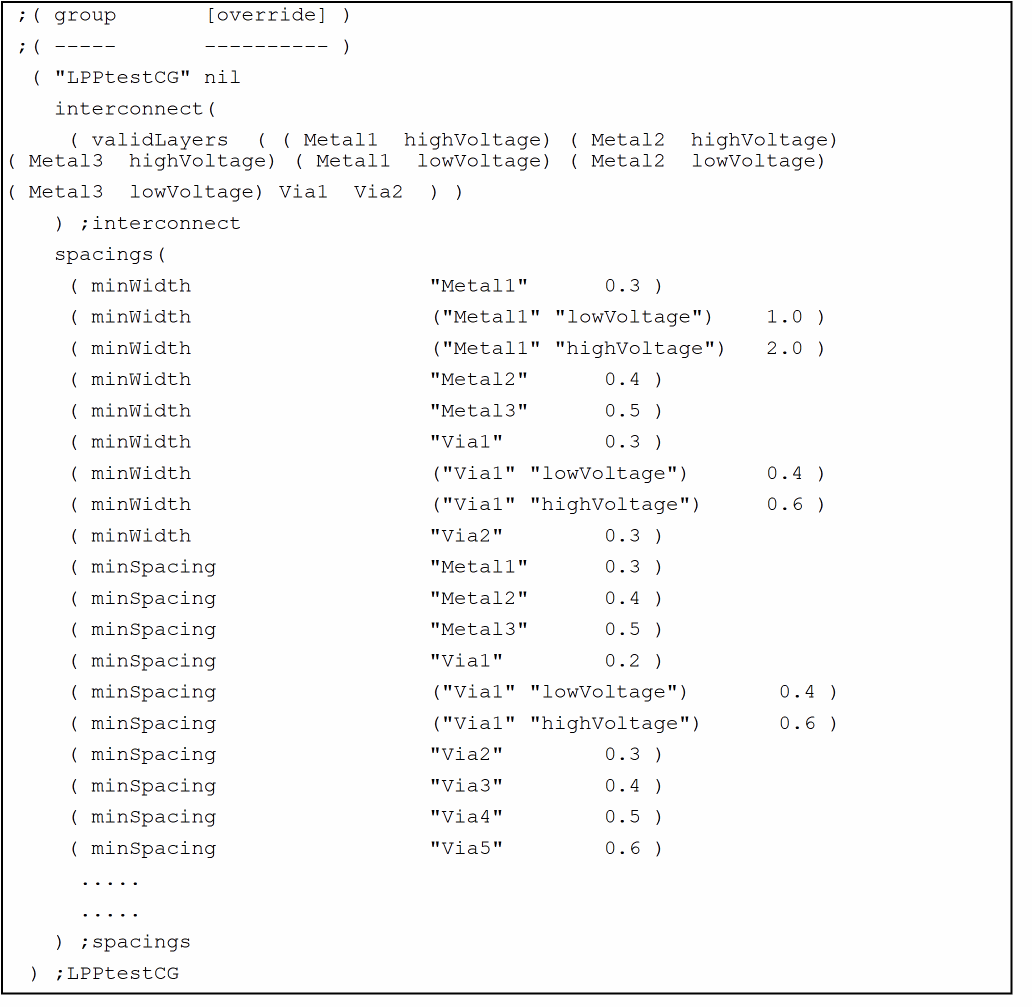 ;( group [override] )
;( ----- ---------- )
( "LPPtestCG" nil
interconnect(
( validLayers ( ( Metal1 highVoltage) ( Metal2 highVoltage)
( Metal3 highVoltage) ( Metal1 lowVoltage) ( Metal2 lowVoltage)
( Metal3 lowVoltage) Via1 Via2 ) )
) ;interconnect
spacings(
( minWidth "Metal1" 0.3 )
( minWidth ("Metal1" "lowVoltage") 1.0 )
( minWidth ("Metal1" "highVoltage") 2.0 )
( minWidth "Metal2" 0.4 )
( minWidth "Metal3" 0.5 )
( minWidth "Via1" 0.3 )
( minWidth ("Via1" "lowVoltage") 0.4 )
( minWidth ("Via1" "highVoltage") 0.6 )
( minWidth "Via2" 0.3 )
( minSpacing "Metal1" 0.3 )
( minSpacing "Metal2" 0.4 )
( minSpacing "Metal3" 0.5 )
( minSpacing "Via1" 0.2 )
( minSpacing ("Via1" "lowVoltage") 0.4 )
( minSpacing ("Via1" "highVoltage") 0.6 )
( minSpacing "Via2" 0.3 )
( minSpacing "Via3" 0.4 )
( minSpacing "Via4" 0.5 )
( minSpacing "Via5" 0.6 )
.....
.....
) ;spacings
) ;LPPtestCG